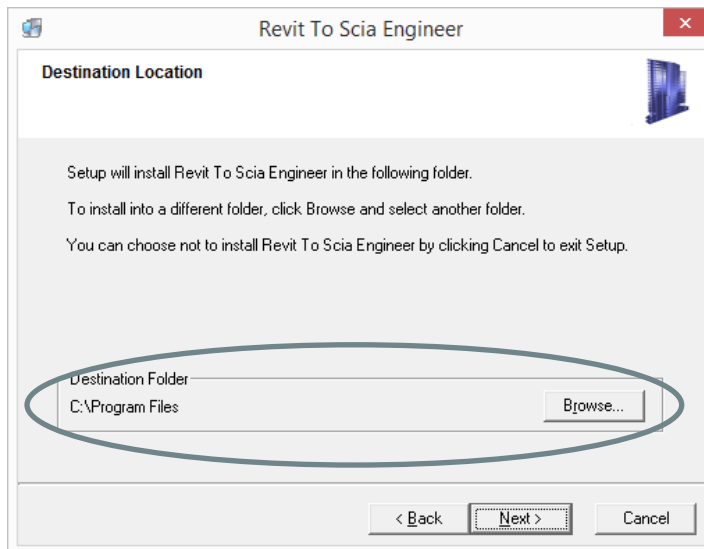 Revit To Scia Engineer
Destination Location
Setup will install Revit To Scia Engineer in the following folder.
To install into a different folder, click Browse and select another folder.
You can choose not to install Revit To Scia Engineer by clicking Cancel to exit Setup.
Destination Folder
C:\Program Files
Browse...
< Back
Next >
Cancel